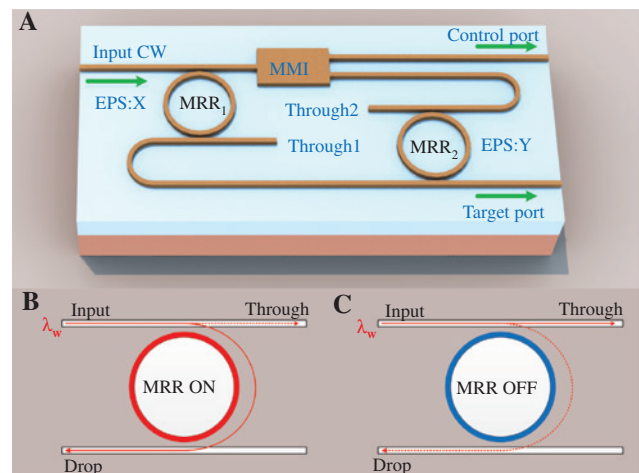 A
Input CW
Control port
MMI
EPS:X
MRR1
Through2
Through1
MRR2
EPS:Y
Target port
B
Input
Through
λw
MRR ON
Drop
C
Input
Through
λw
MRR OFF
Drop